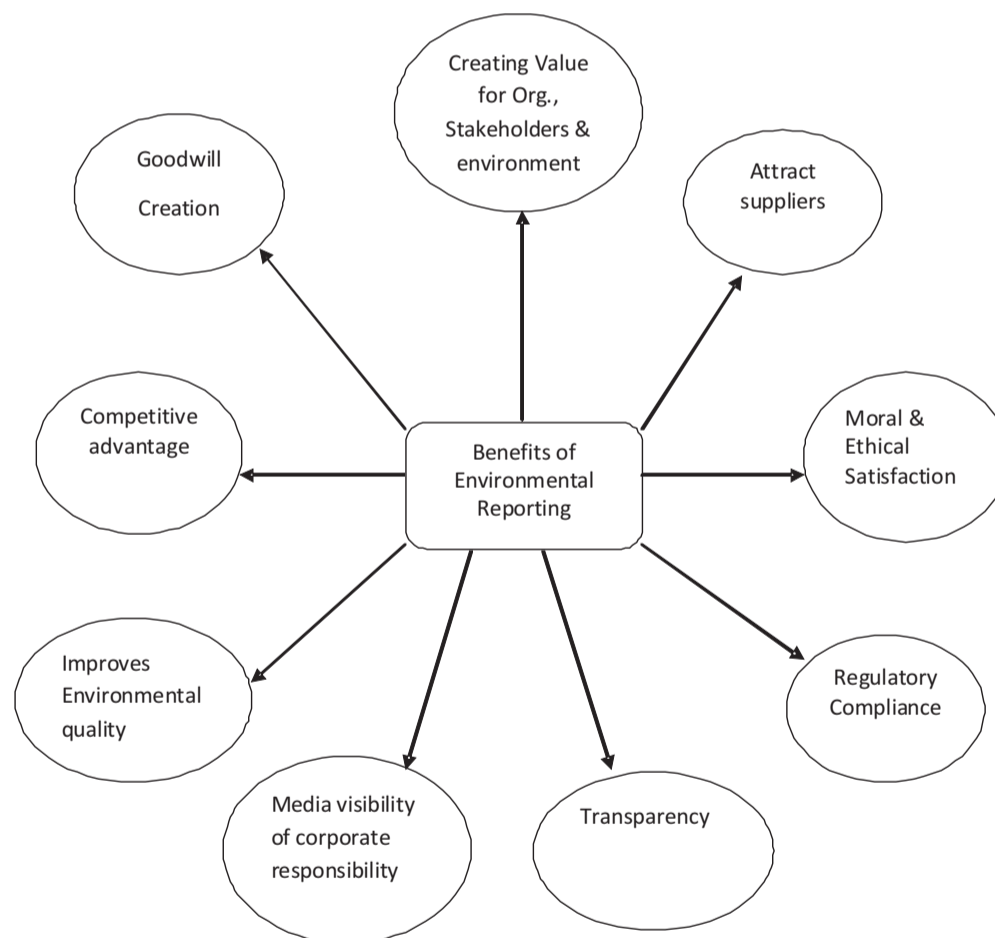 Creating Value
for Org.,
Stakeholders &
environment
Goodwill
Creation
Attract
suppliers
Competitive
advantage
Benefits of
Environmental
Reporting
Moral &
Ethical
Satisfaction
Improves
Environmental
quality
Regulatory
Compliance
Media visibility
of corporate
responsibility
Transparency